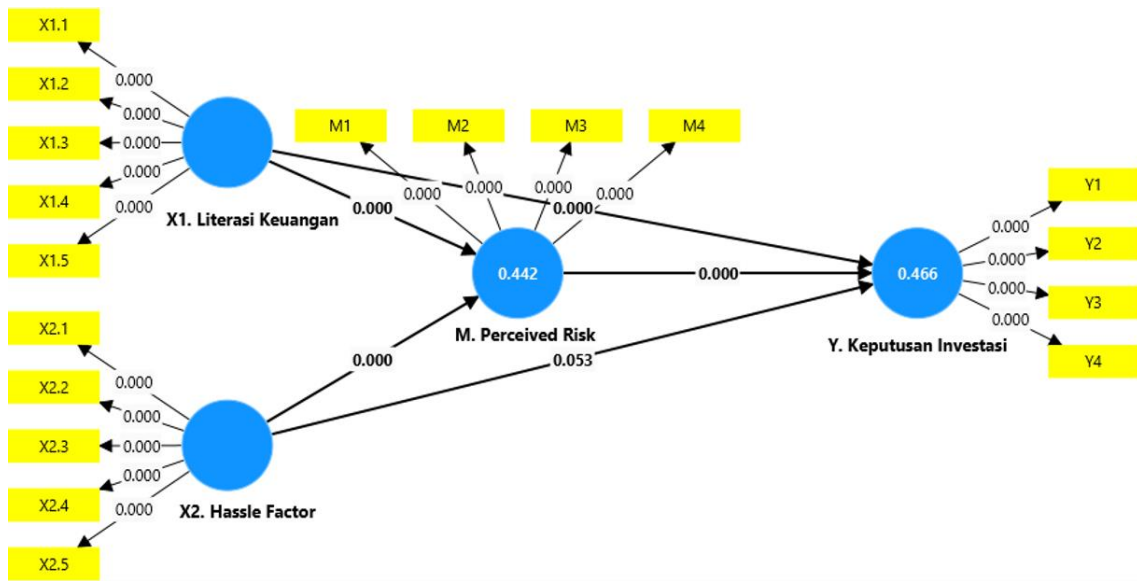 X1.1
0.000
X1.2
0.000
X1.3
0.000
X1.4
0.000
X1.5
0.000
X1. Literasi Keuangan
M1
M2
M3
M4
0.000
0.000
0.000
0.000
0.000
0.000
0.442
M. Perceived Risk
0.000
0.466
Y. Keputusan Investasi
Y1
0.000
Y2
0.000
Y3
0.000
Y4
0.000
X2.1
0.000
X2.2
0.000
X2.3
0.000
X2.4
0.000
X2.5
0.000
X2. Hassle Factor
0.000
0.053